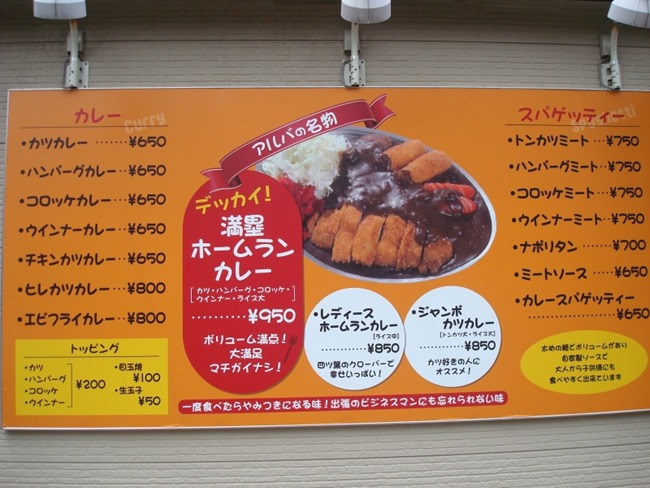 カレー
Curry
・カツカレー ‥‥ ¥650
・ハンバーグカレー ‥ ¥650
・コロッケカレー ‥‥ ¥650
・ウインナーカレー ‥ ¥650
・チキンカツカレー ‥ ¥650
・ヒレカツカレー ‥‥ ¥800
・エビフライカレー ‥ ¥800
トッピング
・カツ
・ハンバーグ
・コロッケ
・ウインナー
¥200
・目玉焼
¥100
・生玉子
¥50
アルバの名物
デッカイ!
満塁
ホームラン
カレー
[カツ・ハンバーグ・コロッケ・
ウインナー・ライス大]
‥‥‥‥‥¥950
ボリューム満点!
大満足
マチガイナシ!
・レディース
ホームランカレー
[ライス中]
‥‥‥‥¥850
四ツ葉のクローバーで
幸せいっぱい!
・ジャンボ
カツカレー
[トンカツ大・ライス大]
‥‥‥‥¥850
カツ好きの人に
オススメ!
一度食べたらやみつきになる味!出張のビジネスマンにも忘れられない味
スパゲッティー
spaghetti
・トンカツミート ‥‥ ¥750
・ハンバーグミート ‥ ¥750
・コロッケミート ‥‥ ¥750
・ウインナーミート ‥ ¥750
・ナポリタン ‥‥ ¥700
・ミートソース ‥‥ ¥650
・カレースパゲッティー
‥‥‥‥‥¥650
太めの麺でボリュームがあり
自家製ソースで
大人から子供様にも
食べやすく出来ています